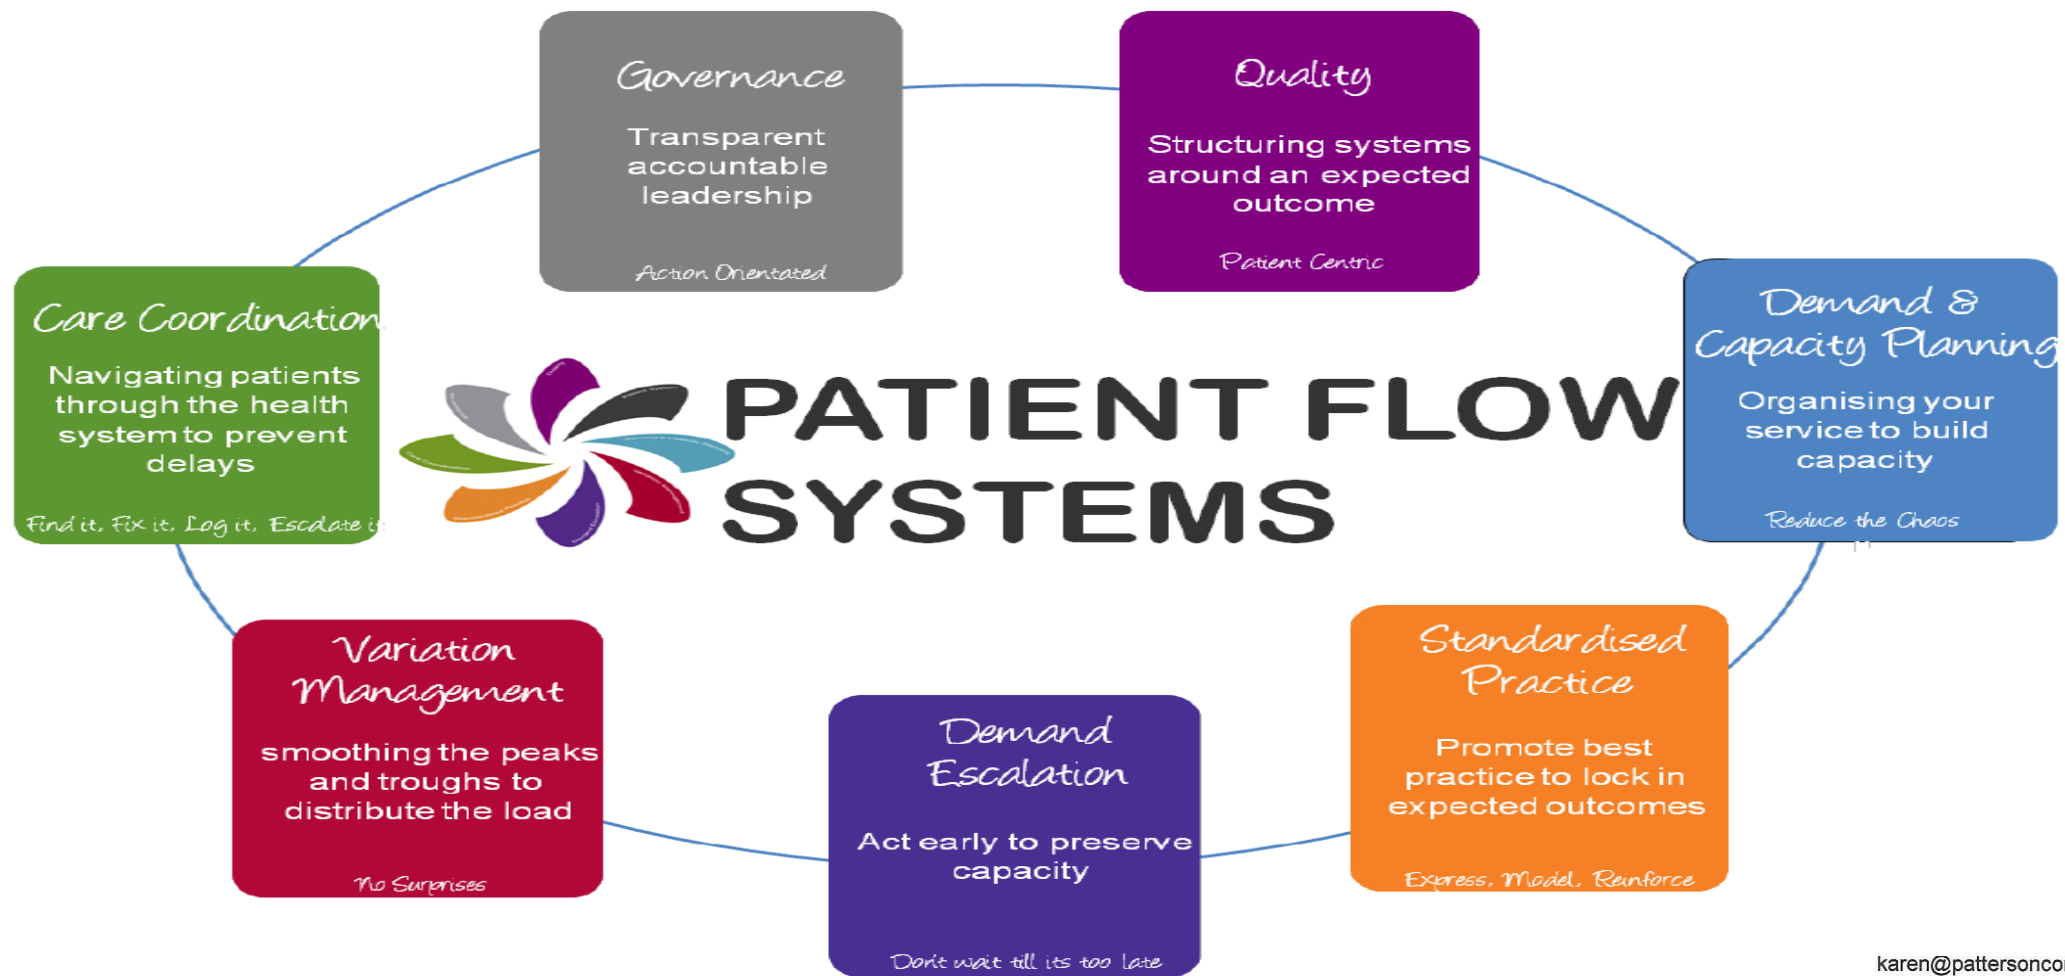 Governance
Transparent
accountable
leadership
Action Orientated
Quality
Structuring systems
around an expected
outcome
Patient Centric
Care Coordination
Navigating patients
through the health
system to prevent
delays
Find it, Fix it, Log it, Escalate it
PATIENT FLOW
SYSTEMS
Demand &
Capacity Planning
Organising your
service to build
capacity
Reduce the Chaos
Variation
Management
smoothing the peaks
and troughs to
distribute the load
No Surprises
Demand
Escalation
Act early to preserve
capacity
Don't wait till its too late
Standardised
Practice
Promote best
practice to lock in
expected outcomes
Express, Model, Reinforce
karen@pattersonco